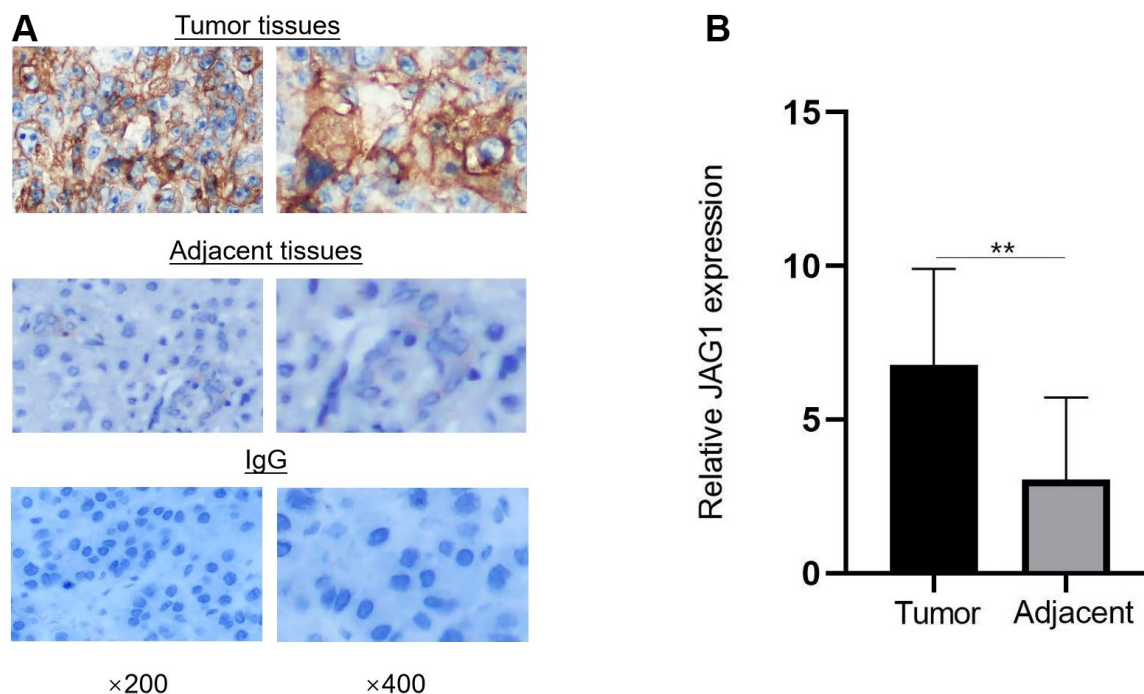 A
Tumor tissues
Adjacent tissues
IgG
×200 ×400
B
15
10
5
0
Relative JAG1 expression
**
Tumor Adjacent